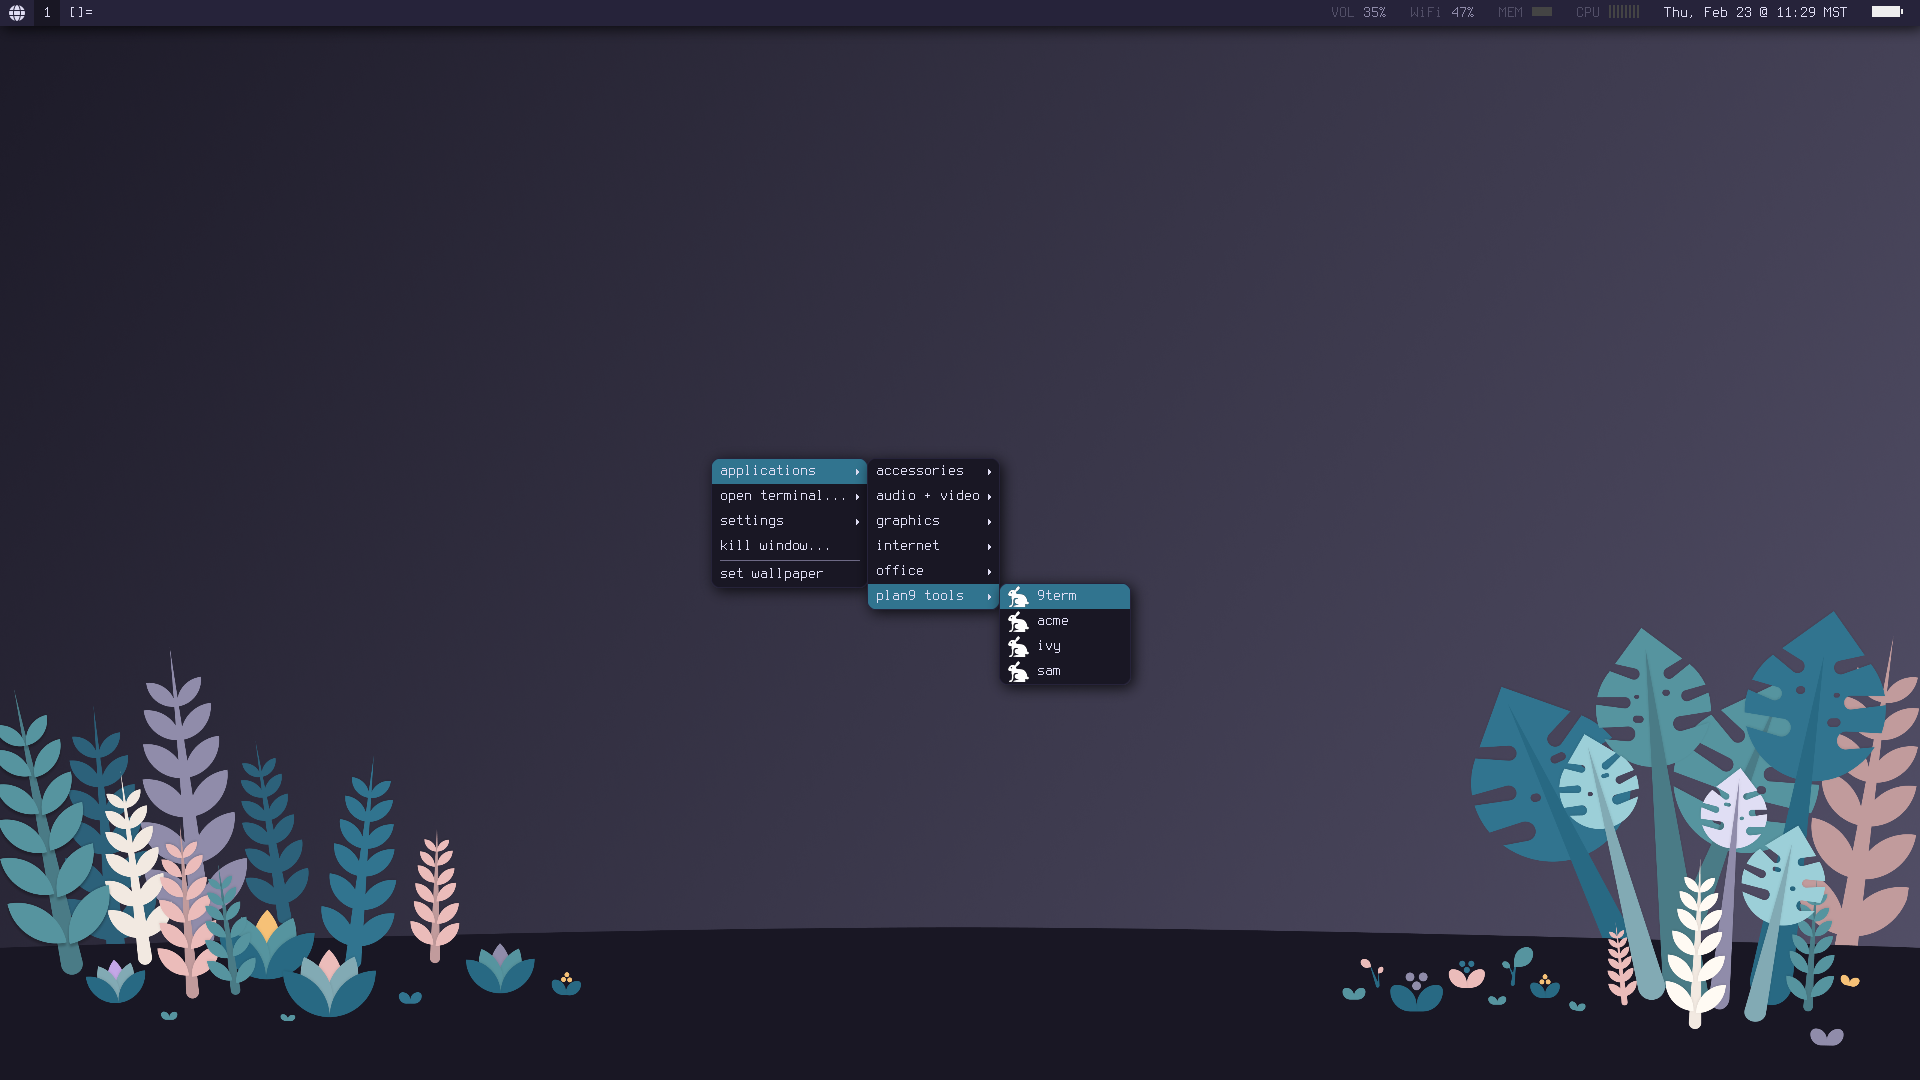 1 []= VOL 35% WiFi 47% MEM CPU Thu, Feb 23 @ 11:29 MST
applications
open terminal...
settings
kill window...
set wallpaper
accessories
audio + video
graphics
internet
office
plan9 tools
9term
acme
ivy
sam